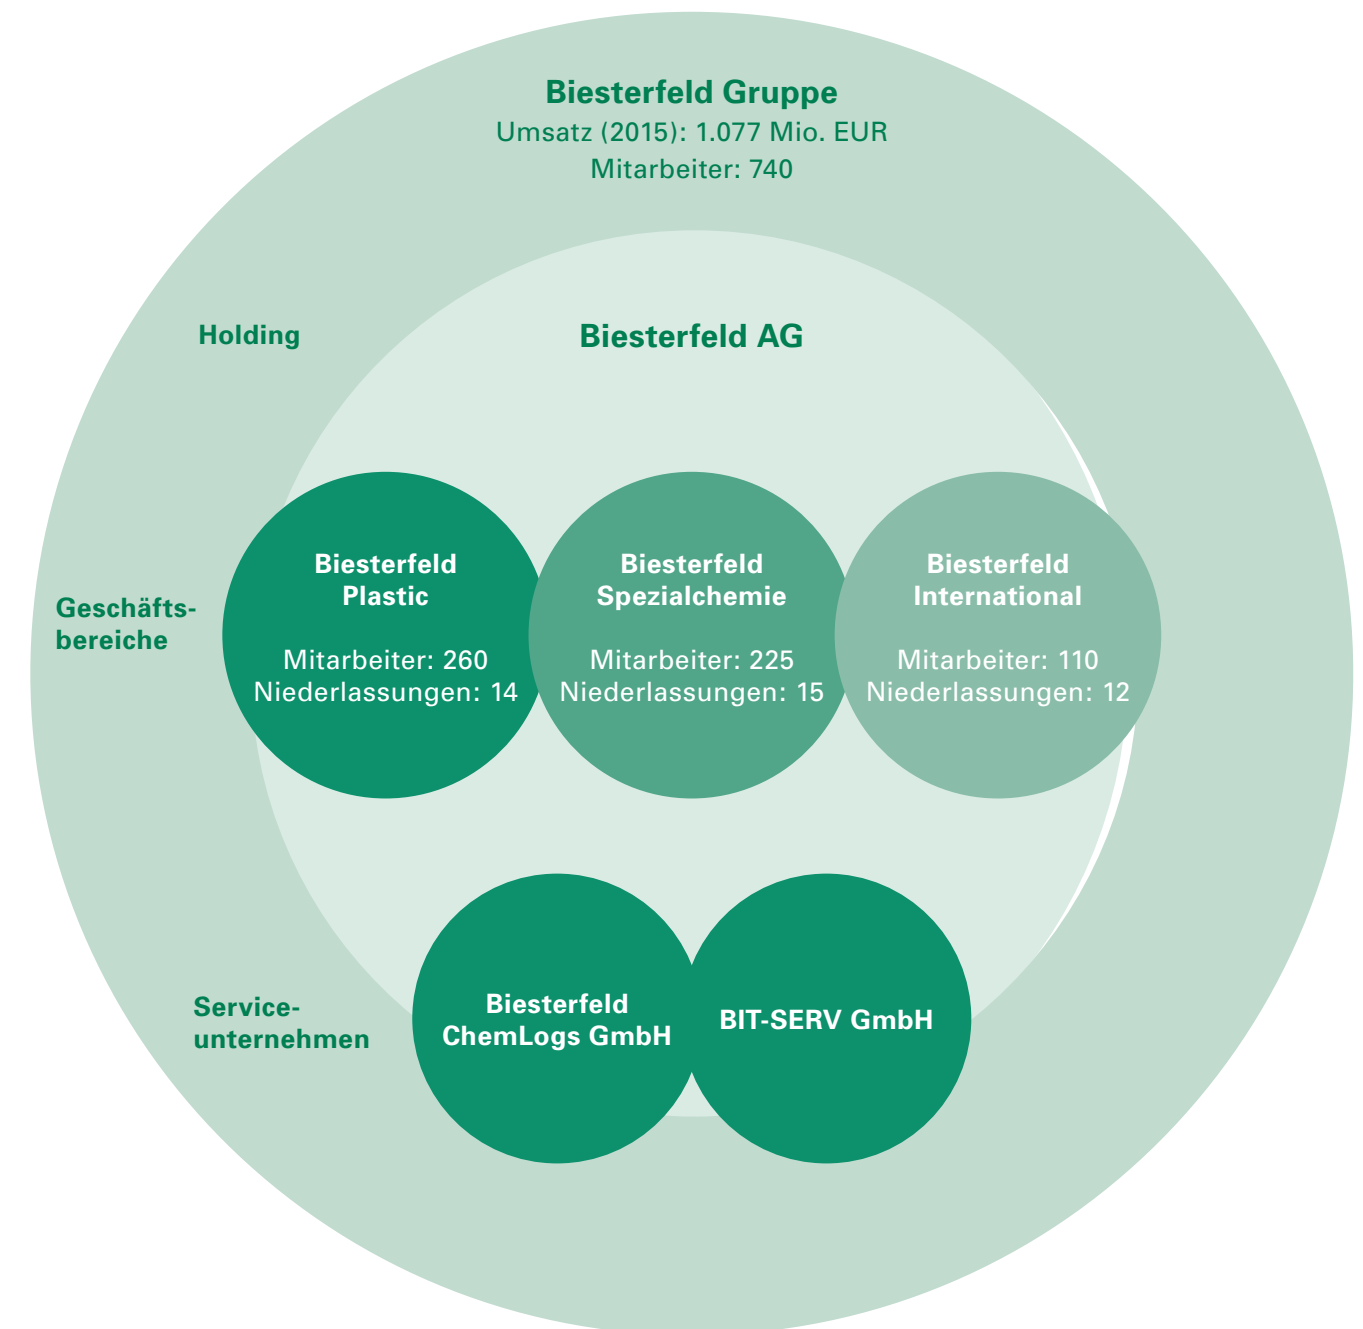 Biesterfeld Gruppe
Umsatz (2015): 1.077 Mio. EUR
Mitarbeiter: 740
Holding
Biesterfeld AG
Geschäfts-
bereiche
Biesterfeld
Plastic
Mitarbeiter: 260
Niederlassungen: 14
Biesterfeld
Spezialchemie
Mitarbeiter: 225
Niederlassungen: 15
Biesterfeld
International
Mitarbeiter: 110
Niederlassungen: 12
Service-
unternehmen
Biesterfeld
ChemLogs GmbH
BIT-SERV GmbH